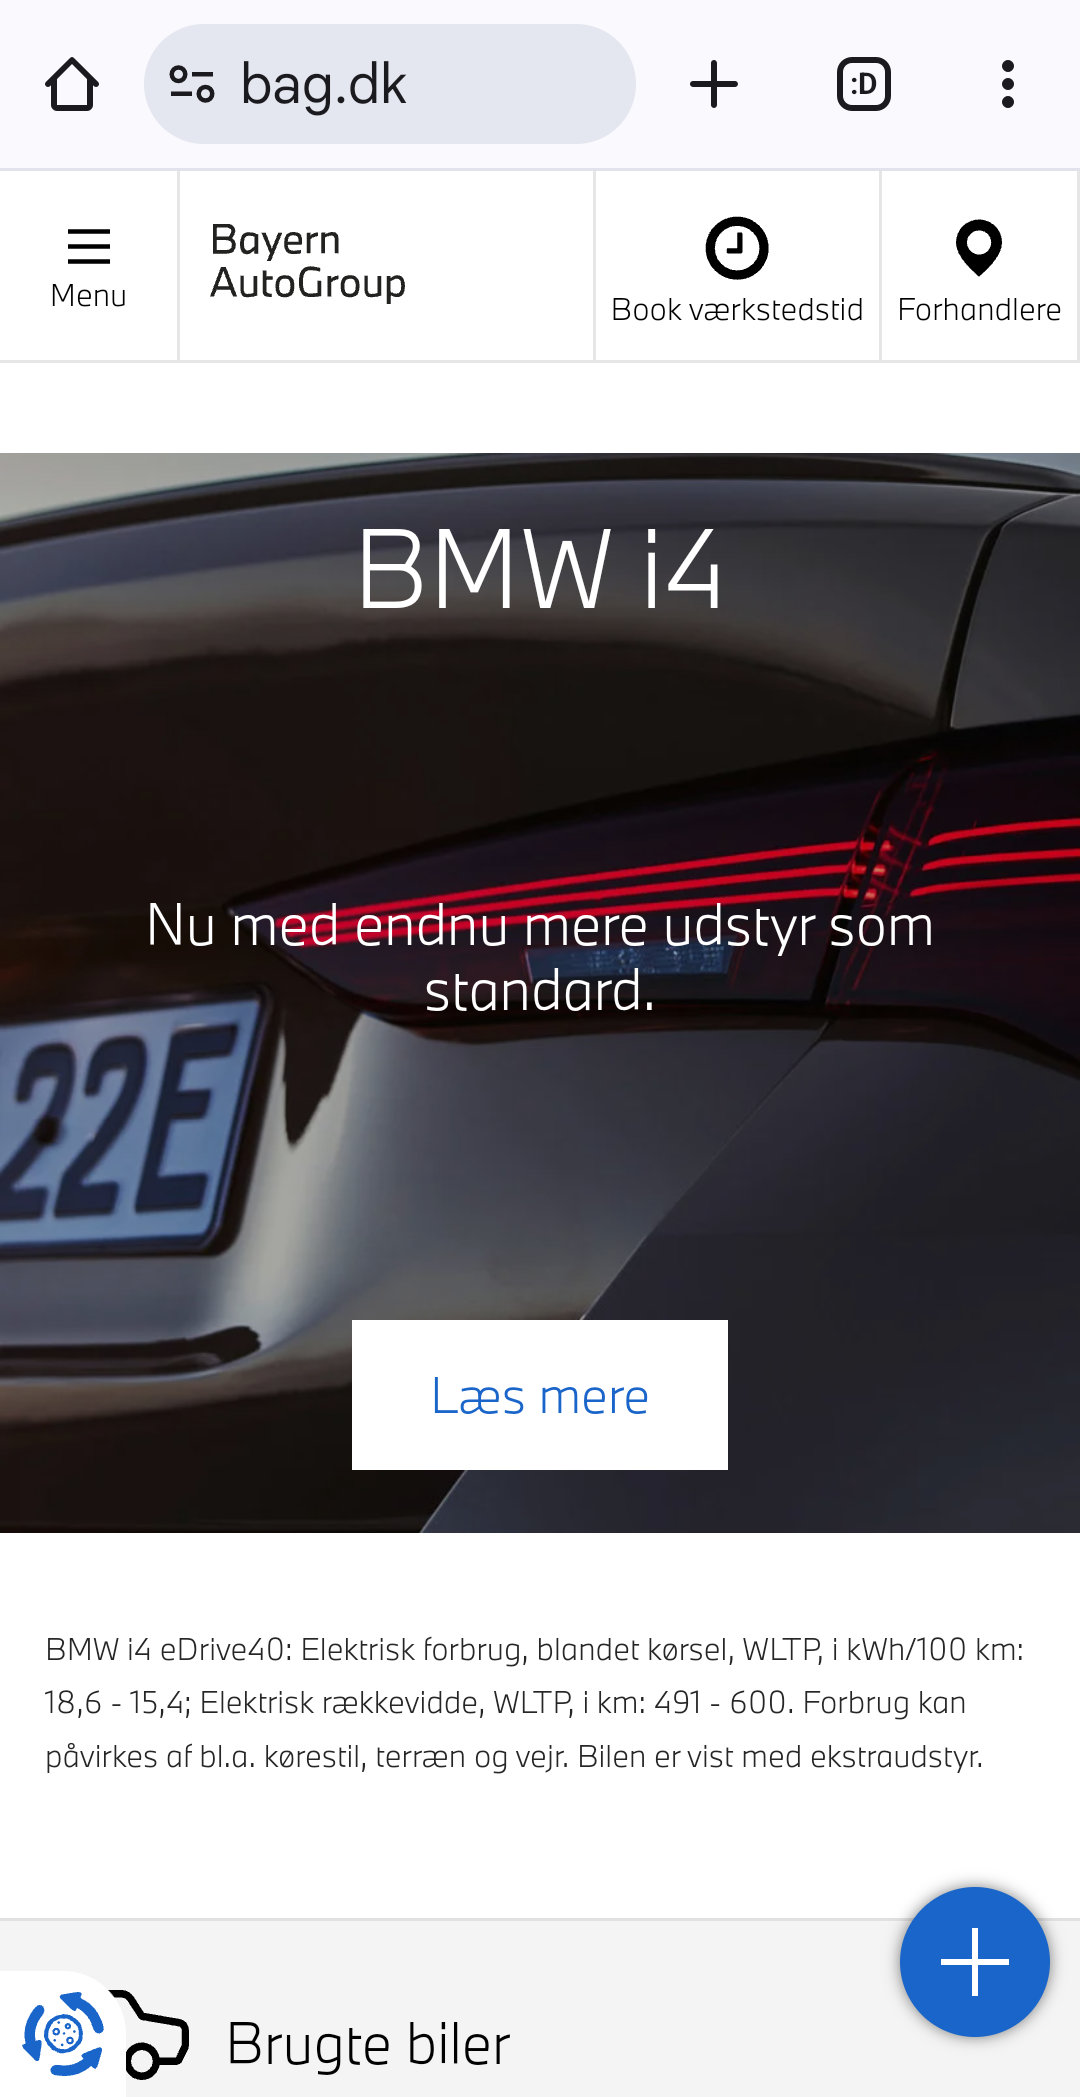 bag.dk
:D
Menu
Bayern
AutoGroup
Book værkstedstid
Forhandlere
BMW i4
Nu med endnu mere udstyr som
standard.
22E
Læs mere
BMW i4 eDrive40: Elektrisk forbrug, blandet kørsel, WLTP, i kWh/100 km:
18,6 - 15,4; Elektrisk rækkevidde, WLTP, i km: 491 - 600. Forbrug kan
påvirkes af bl.a. kørestil, terræn og vejr. Bilen er vist med ekstraudstyr.
Brugte biler